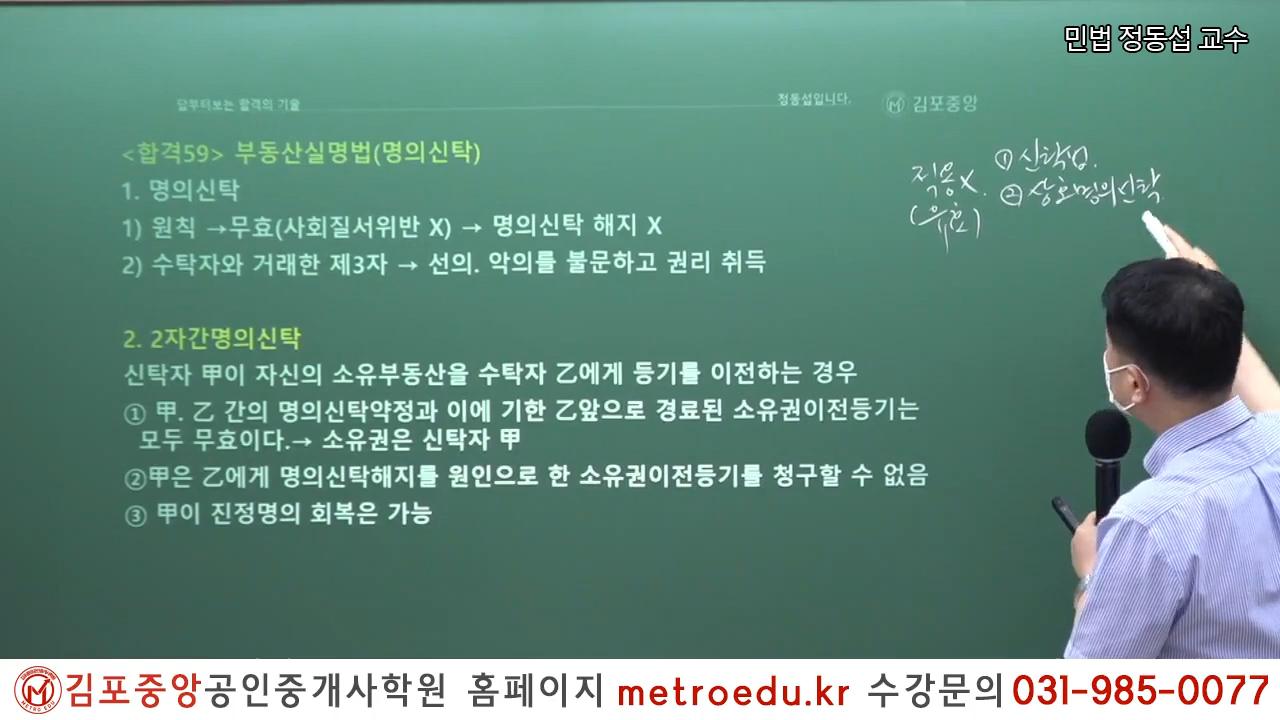 민법 정동섭 교수
답부터보는 합격의 기술
정동섭입니다.
김포중앙
<합격59> 부동산실명법(명의신탁)
1. 명의신탁
1) 원칙 →무효(사회질서위반 X) → 명의신탁 해지 X
2) 수탁자와 거래한 제3자 → 선의. 악의를 불문하고 권리 취득
2. 2자간명의신탁
신탁자 甲이 자신의 소유부동산을 수탁자 乙에게 등기를 이전하는 경우
① 甲. 乙 간의 명의신탁약정과 이에 기한 乙앞으로 경료된 소유권이전등기는
모두 무효이다.→ 소유권은 신탁자 甲
②甲은 乙에게 명의신탁해지를 원인으로 한 소유권이전등기를 청구할 수 없음
③ 甲이 진정명의 회복은 가능
적용X.
(유효)
① 신탁법.
② 상호명의신탁.
김포중앙공인중개사학원 홈페이지 metroedu.kr 수강문의 031-985-0077
METRO EDU